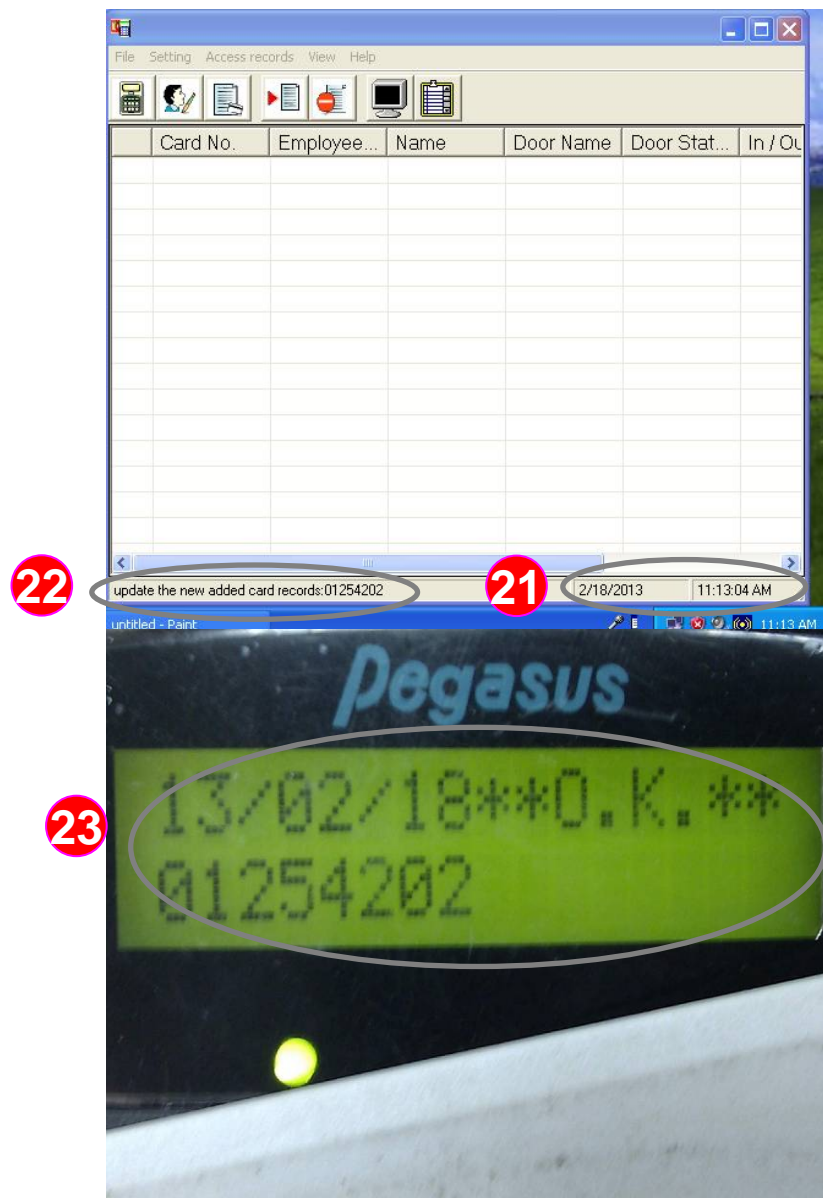 File Setting Access records View Help
Card No. Employee... Name Door Name Door Stat... In / Ou
22
update the new added card records:01254202
21
2/18/2013 11:13:04 AM
untitled - Paint 11:13 AM
pegasus
23
13/02/18**O.K.**
01254202